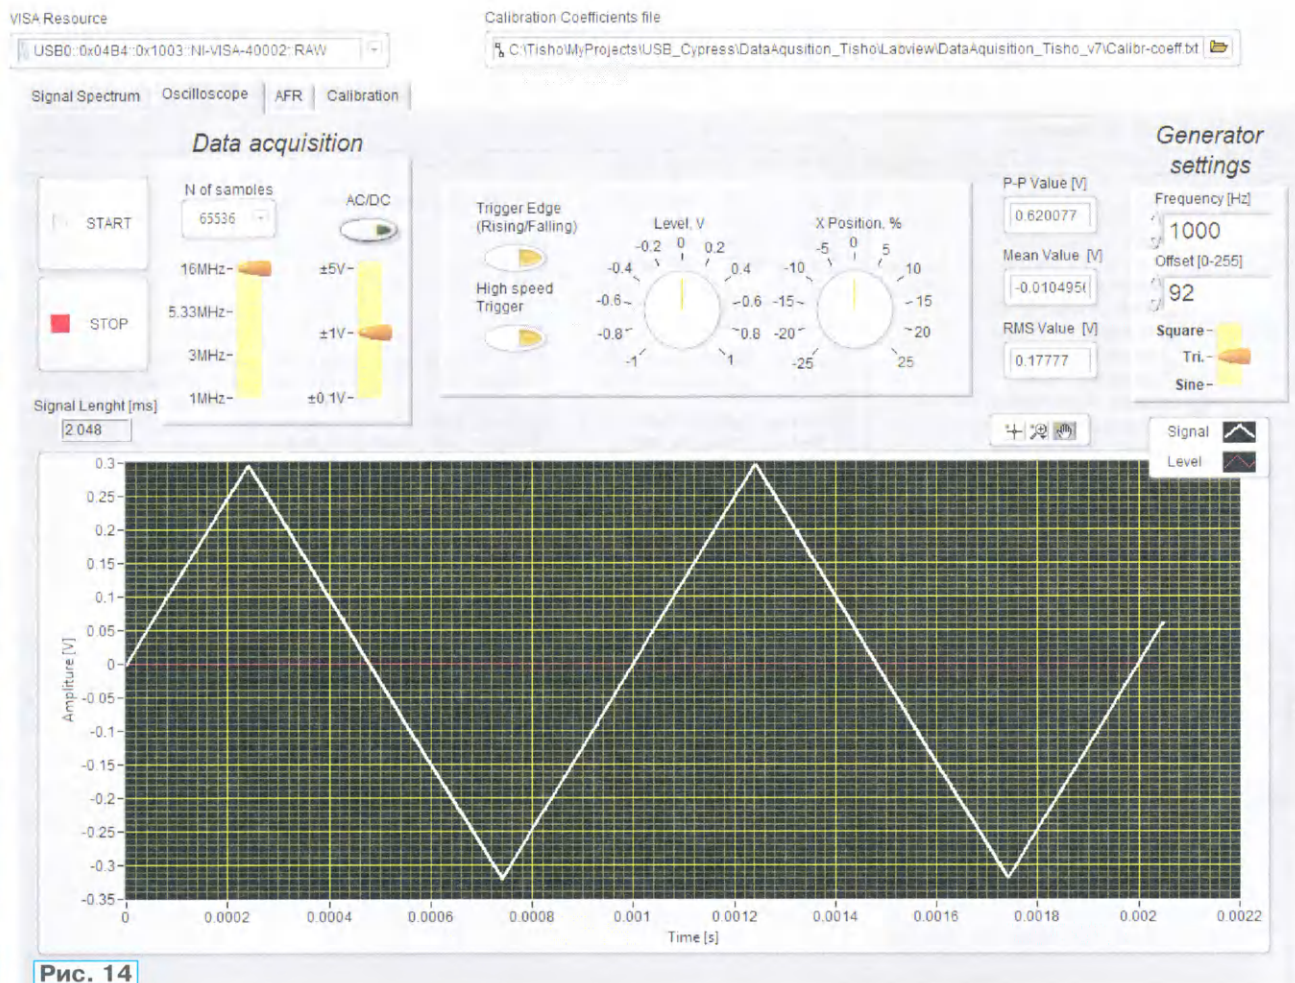 VISA Resource
USB0::0x04B4::0x1003::NI-VISA-40002::RAW
Calibration Coefficients file
C:\Tisho\MyProjects\USB_Cypress\DataAqusition_Tisho\Labview\DataAquisition_Tisho_v7\Calibr-coeff.txt
Signal Spectrum Oscilloscope AFR Calibration
Data acquisition
START
STOP
N of samples
65536
AC/DC
16MHz
5.33MHz
3MHz
1MHz
±5V
±1V
±0.1V
Signal Lenght [ms]
2.048
Trigger Edge
(Rising/Falling)
High speed
Trigger
Level, V
-0.2 0 0.2
-0.4 0.4
-0.6 -0.6
-0.8 0.8
-1 1
X Position, %
-5 0 5
-10 10
-15 -15
-20 20
-25 25
P-P Value [V]
0.620077
Mean Value [V]
-0.010495
RMS Value [V]
0.17777
Generator
settings
Frequency [Hz]
1000
Offset [0-255]
92
Square
Tri.
Sine
Signal
Level
0.3
0.25
0.2
0.15
0.1
0.05
0
-0.05
-0.1
-0.15
-0.2
-0.25
-0.3
-0.35
Ampliture [V]
0 0.0002 0.0004 0.0006 0.0008 0.001 0.0012 0.0014 0.0016 0.0018 0.002 0.0022
Time [s]
Рис. 14